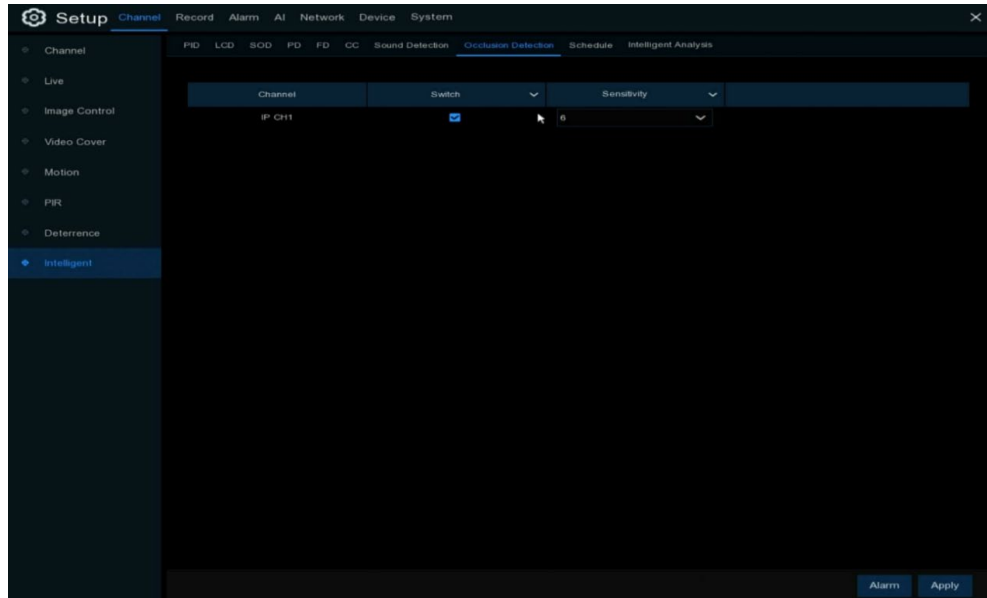 Setup Channel Record Alarm AI Network Device System
PID LCD SOD PD FD CC Sound Detection Occlusion Detection Schedule Intelligent Analysis
Channel
Live
Image Control
Video Cover
Motion
PIR
Deterrence
Intelligent
Channel Switch Sensitivity
IP CH1 6
Alarm Apply